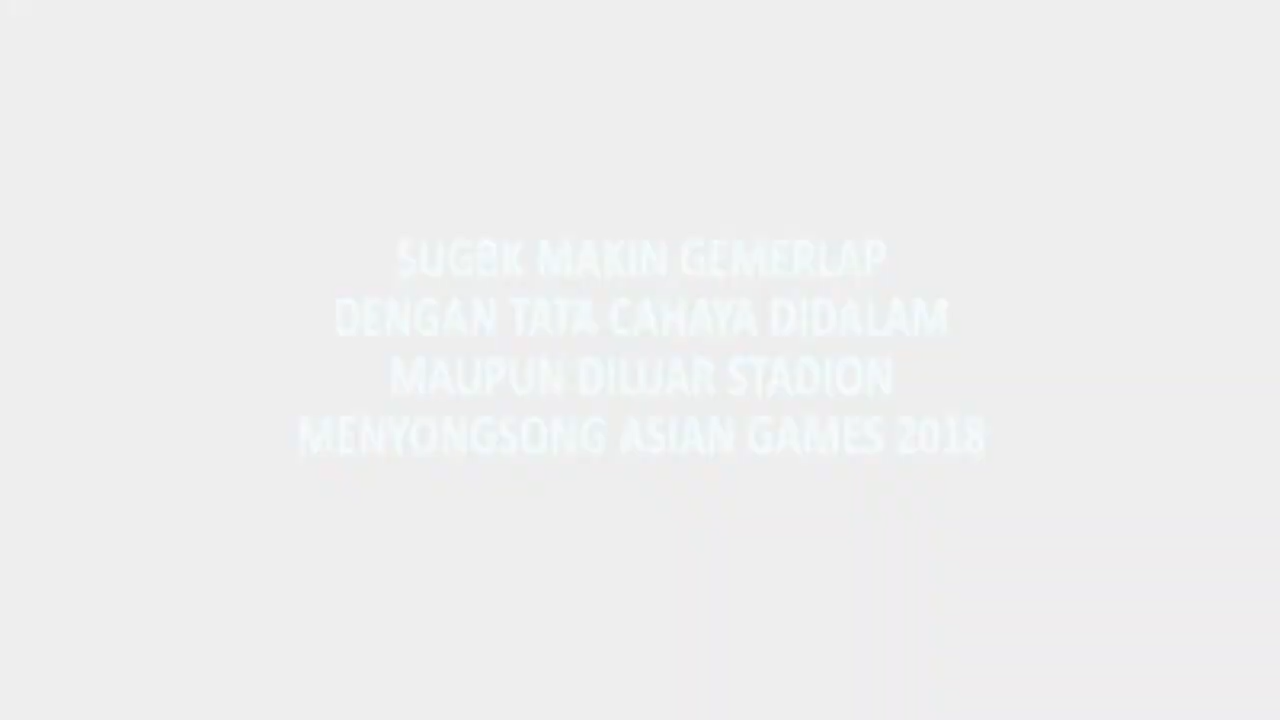 SUGBK MAKIN GEMERLAP
DENGAN TATA CAHAYA DIDALAM
MAUPUN DILUAR STADION
MENYONGSONG ASIAN GAMES 2018